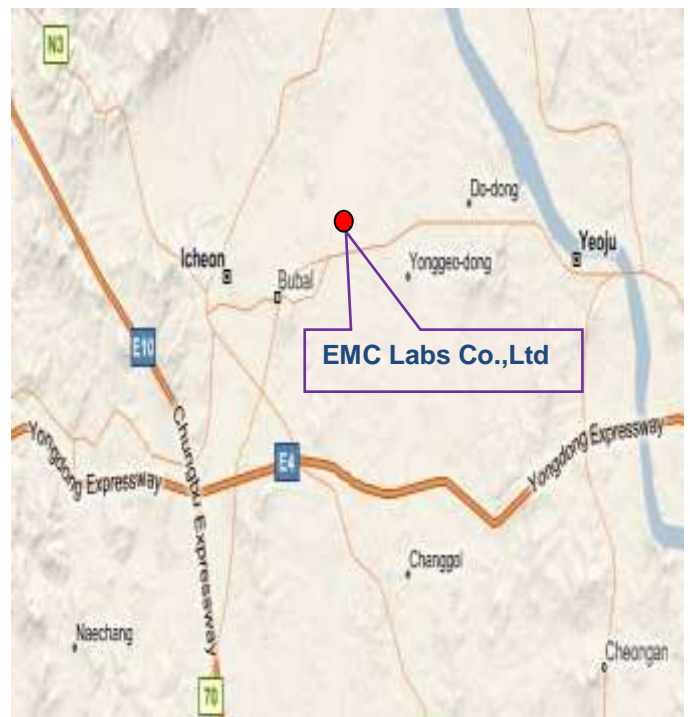 N3
Do-dong
Icheon
Bubal
Yonggeo-dong
Yeoju
EMC Labs Co.,Ltd
E10
Chungbu Expressway
Yongdong Expressway
E4
Yongdong Expressway
Changgol
Naechang
Cheongan
70